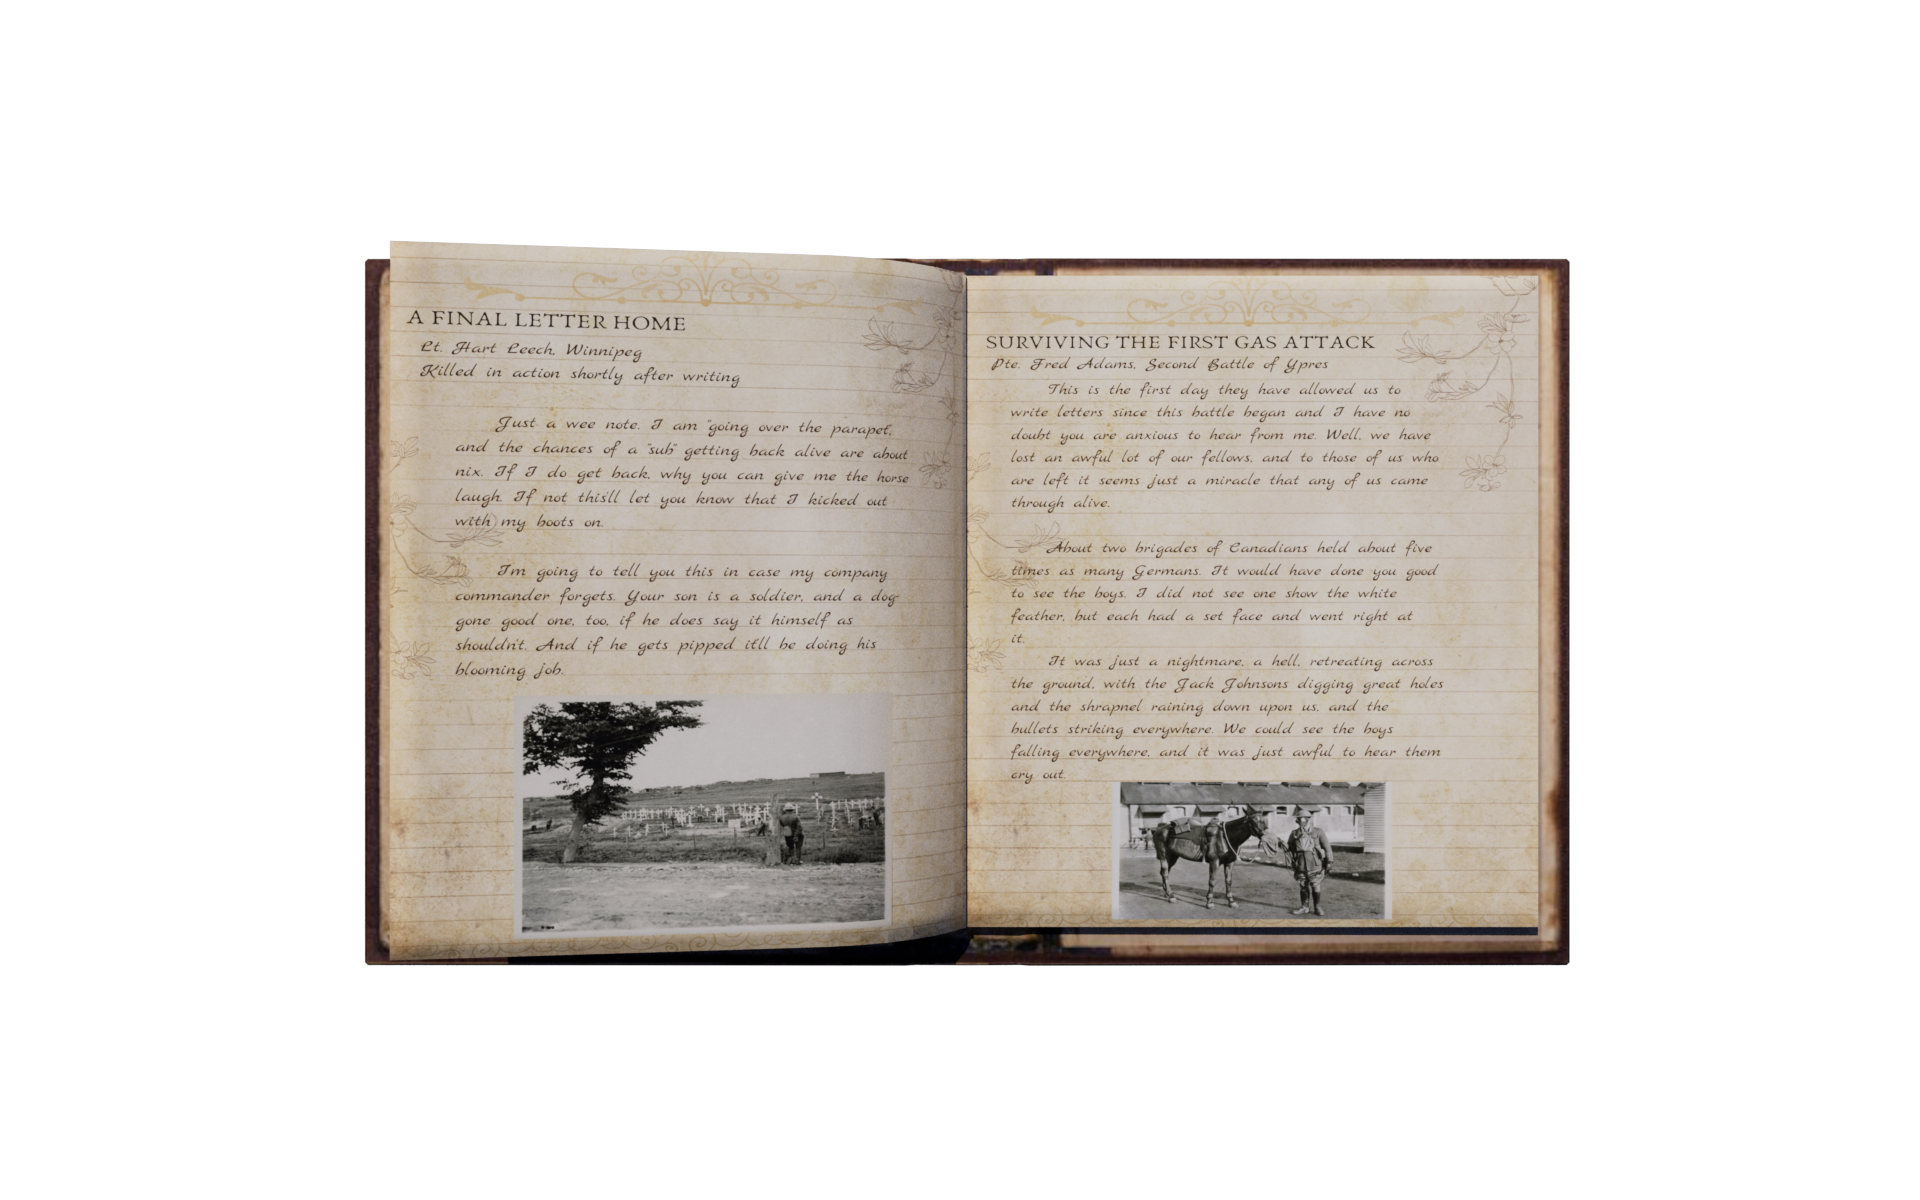 A FINAL LETTER HOME
Lt. Hart Leech, Winnipeg
Killed in action shortly after writing
Just a wee note. I am "going over the parapet,
and the chances of a "sub" getting back alive are about
nix. If I do get back, why you can give me the horse
laugh. If not this'll let you know that I kicked out
with my boots on.
I'm going to tell you this in case my company
commander forgets. Your son is a soldier, and a dog-
gone good one, too, if he does say it himself as
shouldn't. And if he gets pipped it'll be doing his
blooming job.
SURVIVING THE FIRST GAS ATTACK
Pte. Fred Adams, Second Battle of Ypres
This is the first day they have allowed us to
write letters since this battle began and I have no
doubt you are anxious to hear from me. Well, we have
lost an awful lot of our fellows, and to those of us who
are left it seems just a miracle that any of us came
through alive.
About two brigades of Canadians held about five
times as many Germans. It would have done you good
to see the boys. I did not see one show the white
feather, but each had a set face and went right at
it.
It was just a nightmare, a hell, retreating across
the ground, with the Jack Johnsons digging great holes
and the shrapnel raining down upon us, and the
bullets striking everywhere. We could see the boys
falling everywhere, and it was just awful to hear them
cry out.